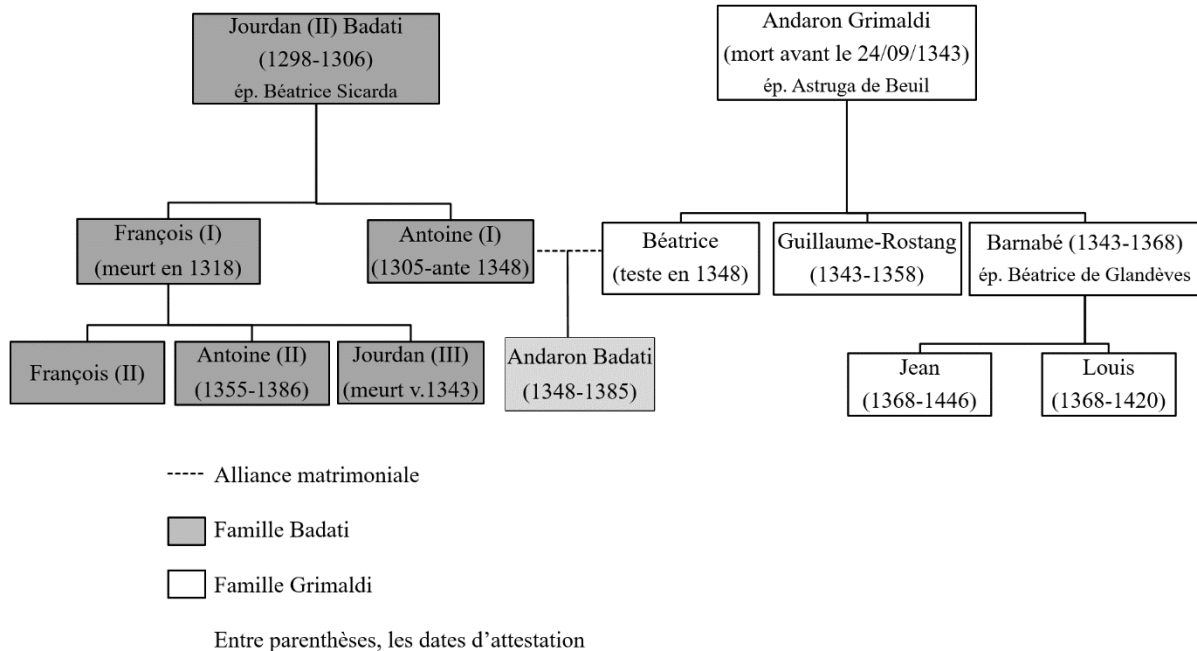 Jourdan (II) Badati
(1298-1306)
ép. Béatrice Sicarda
Andaron Grimaldi
(mort avant le 24/09/1343)
ép. Astruga de Beuil
François (I)
(meurt en 1318)
Antoine (I)
(1305-ante 1348)
Béatrice
(teste en 1348)
Guillaume-Rostang
(1343-1358)
Barnabé (1343-1368)
ép. Béatrice de Glandèves
François (II)
Antoine (II)
(1355-1386)
Jourdan (III)
(meurt v.1343)
Andaron Badati
(1348-1385)
Jean
(1368-1446)
Louis
(1368-1420)
Alliance matrimoniale
Famille Badati
Famille Grimaldi
Entre parenthèses, les dates d’attestation